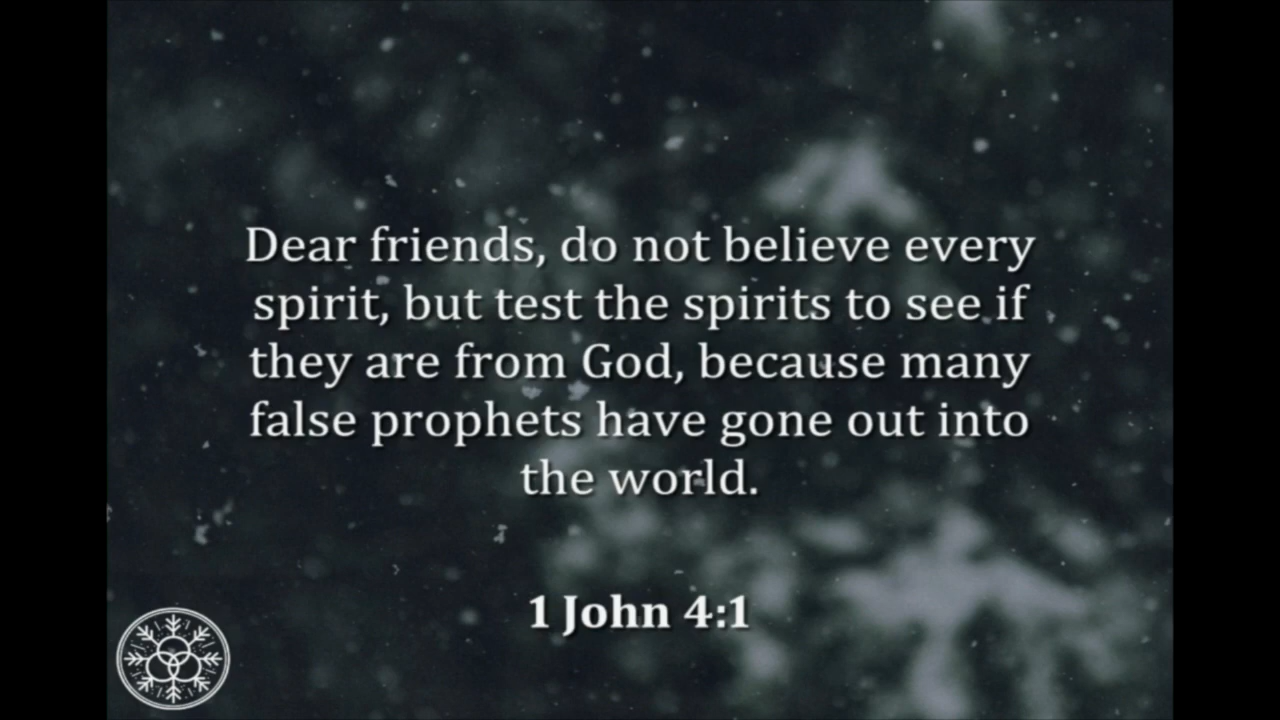 Dear friends, do not believe every
spirit, but test the spirits to see if
they are from God, because many
false prophets have gone out into
the world.
1 John 4:1